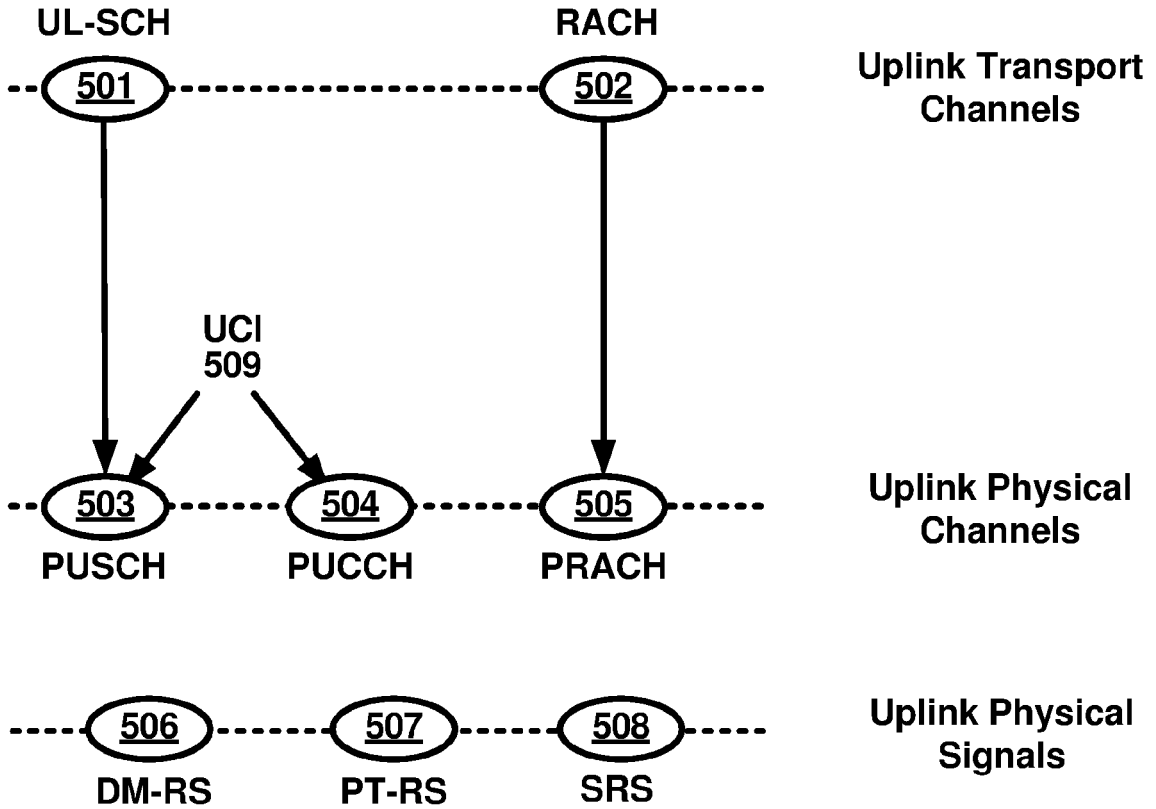 UL-SCH
RACH
501
502
Uplink Transport
Channels
UCI
509
503
504
505
Uplink Physical
Channels
PUSCH
PUCCH
PRACH
506
507
508
Uplink Physical
Signals
DM-RS
PT-RS
SRS